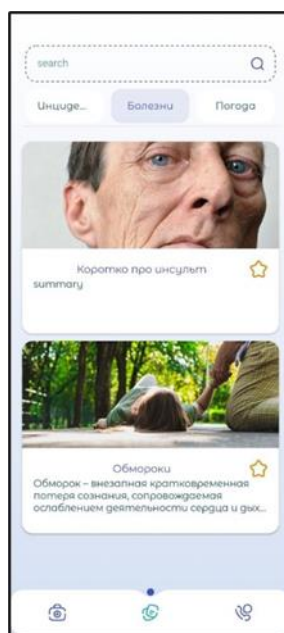 search
Инциде...
Болезни
Погода
Коротко про инсульт
summary
Обмороки
Обморок – внезапная кратковременная
потеря сознания, сопровождаемая
ослаблением деятельности сердца и дых...